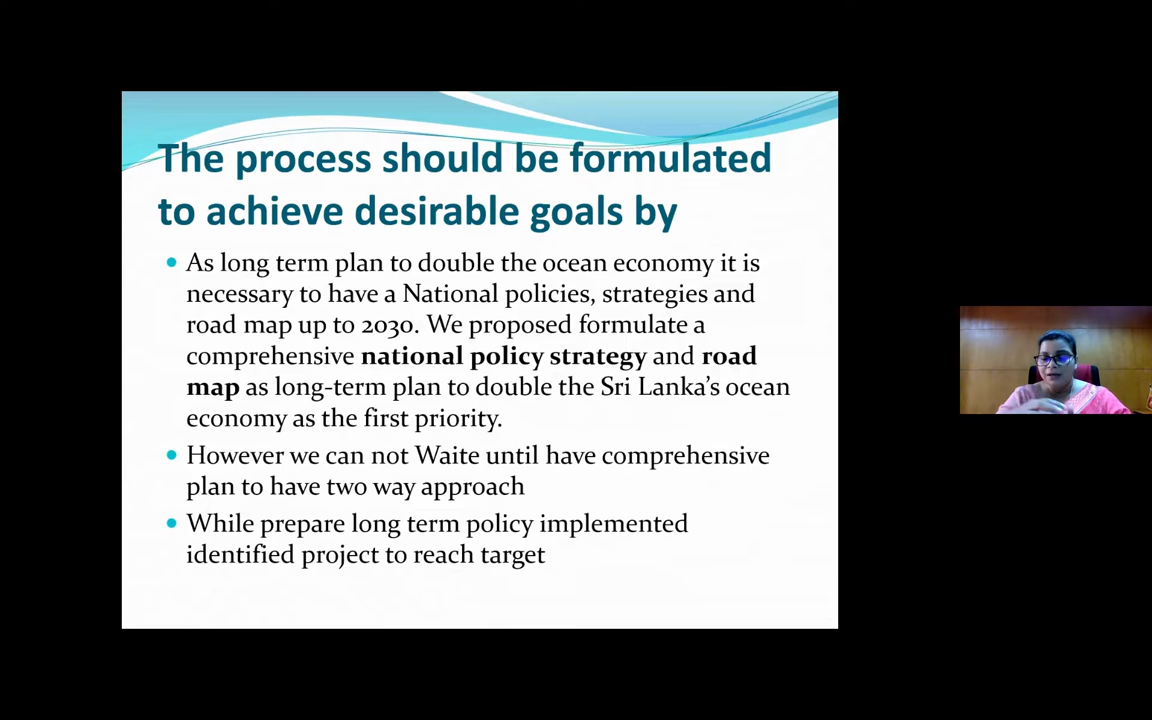 The process should be formulated
to achieve desirable goals by
As long term plan to double the ocean economy it is
necessary to have a National policies, strategies and
road map up to 2030. We proposed formulate a
comprehensive national policy strategy and road
map as long-term plan to double the Sri Lanka's ocean
economy as the first priority.
However we can not Waite until have comprehensive
plan to have two way approach
While prepare long term policy implemented
identified project to reach target